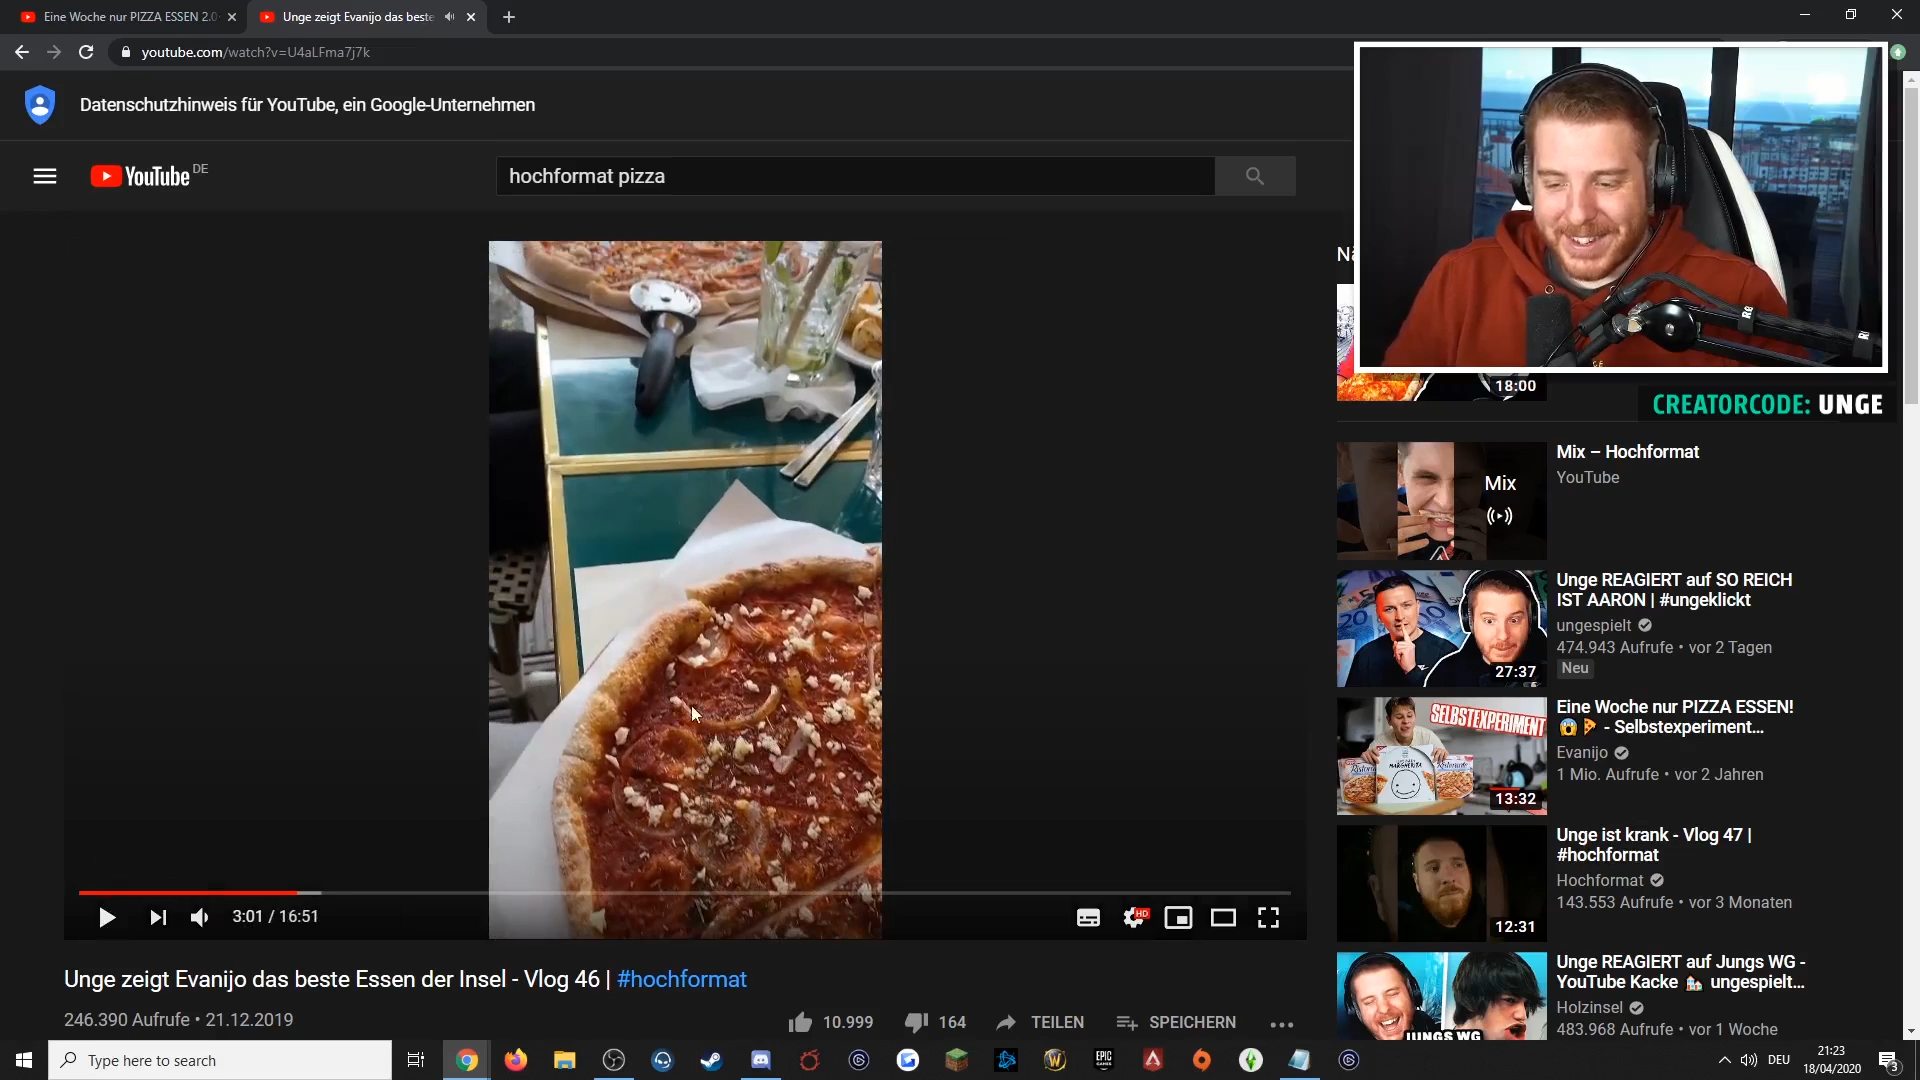 Eine Woche nur PIZZA ESSEN 2.0
Unge zeigt Evanijo das beste
youtube.com/watch?v=U4aLFma7j7k
Datenschutzhinweis für YouTube, ein Google-Unternehmen
YouTube DE
hochformat pizza
18:00
CREATORCODE: UNGE
Mix
Mix – Hochformat
YouTube
27:37
Unge REAGIERT auf SO REICH
IST AARON | #ungeklickt
ungespielt
474.943 Aufrufe • vor 2 Tagen
Neu
SELBSTEXPERIMENT
MARGHERITA
Ristorante
13:32
Eine Woche nur PIZZA ESSEN!
😱🍕 - Selbstexperiment...
Evanijo
1 Mio. Aufrufe • vor 2 Jahren
12:31
Unge ist krank - Vlog 47 |
#hochformat
Hochformat
143.553 Aufrufe • vor 3 Monaten
JUNGS WG
Unge REAGIERT auf Jungs WG -
YouTube Kacke 🏡 ungespielt...
Holzinsel
483.968 Aufrufe • vor 1 Woche
3:01 / 16:51
HD
Unge zeigt Evanijo das beste Essen der Insel - Vlog 46 | #hochformat
246.390 Aufrufe • 21.12.2019
10.999
164
TEILEN
SPEICHERN
Type here to search
EPIC GAMES
DEU
21:23
18/04/2020
3